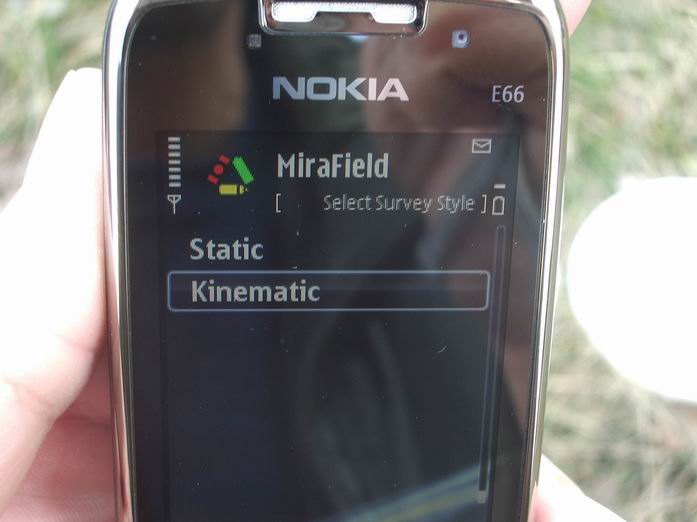 NOKIA
E66
MiraField
[ Select Survey Style ]
Static
Kinematic